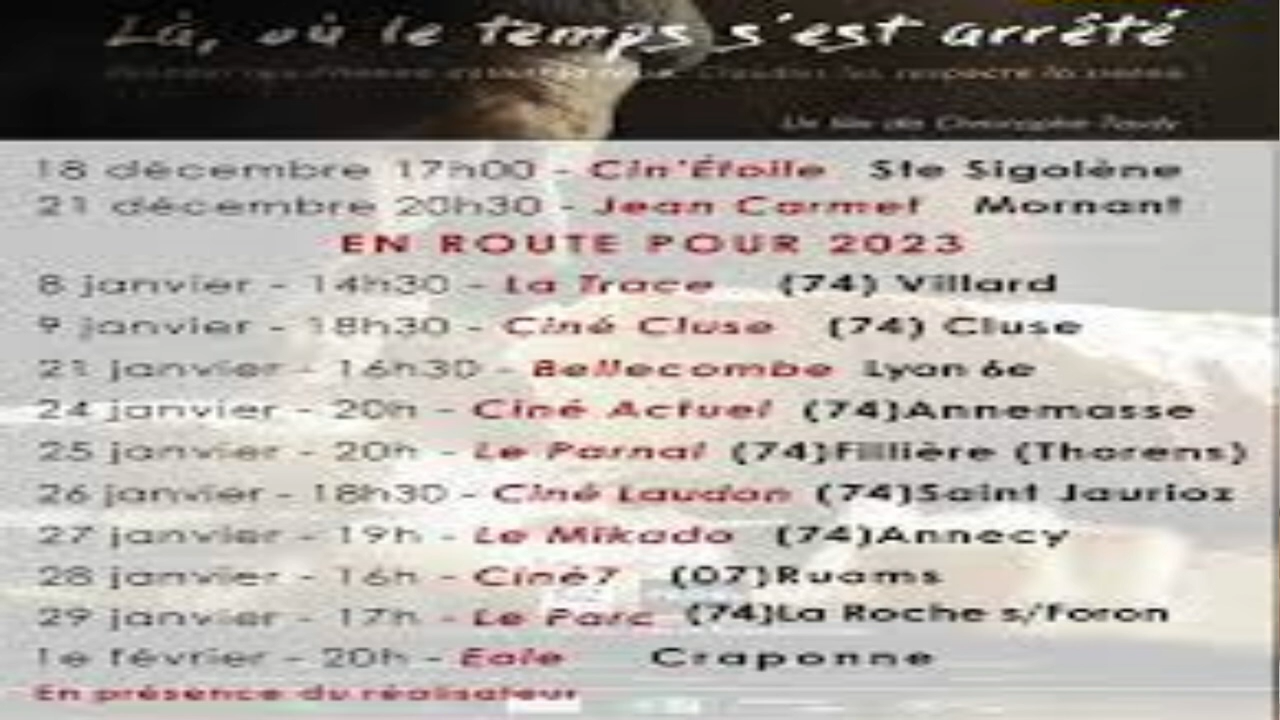 Là, où le temps s'est arrêté
respecte la
Un film de Christophe Tardy
18 décembre 17h00 - Cin'Étoile Ste Sigolène
21 décembre 20h30 - Jean Carmet Mornant
EN ROUTE POUR 2023
8 janvier - 14h30 - La Trace (74) Villard
9 janvier - 18h30 - Ciné Cluse (74) Cluse
21 janvier - 16h30 - Bellecombe Lyon 6e
24 janvier - 20h - Ciné Actuel (74)Annemasse
25 janvier - 20h - Le Parnal (74)Fillière (Thorens)
26 janvier - 18h30 - Ciné Laudon (74)Saint Jaurioz
27 janvier - 19h - Le Mikado (74)Annecy
28 janvier - 16h - Ciné7 (07)Ruoms
29 janvier - 17h - Le Parc (74)La Roche s/Foron
1e février - 20h - Eole Craponne
En présence du réalisateur